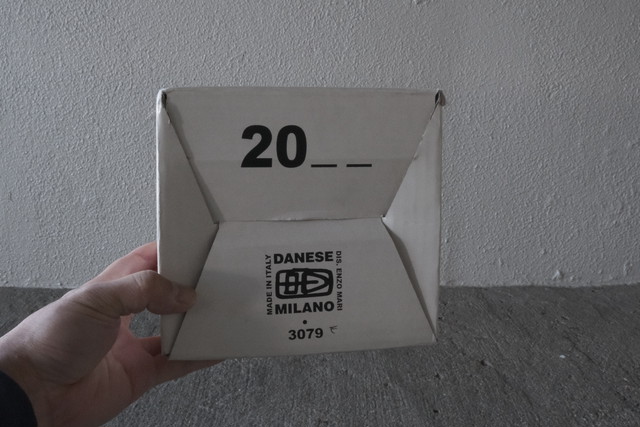 20_ _
DANESE
MADE IN ITALY
DIS. ENZO MARI
MILANO
3079